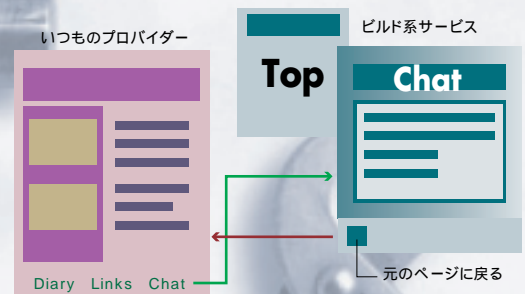 いつものプロバイダー
ビルド系サービス
Top
Chat
Diary Links Chat
元のページに戻る